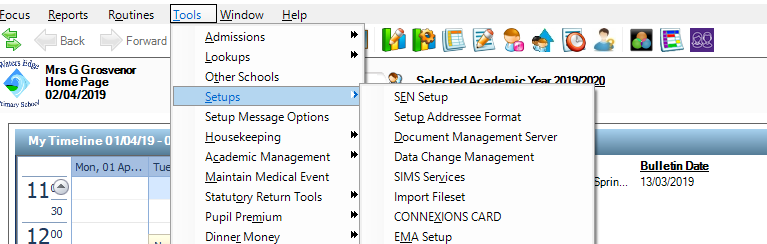 Focus Reports Routines Tools Window Help
Back Forward
Admissions
Lookups
Other Schools
Setups
Setup Message Options
Housekeeping
Academic Management
Maintain Medical Event
Statutory Return Tools
Pupil Premium
Dinner Money
SEN Setup
Setup Addressee Format
Document Management Server
Data Change Management
SIMS Services
Import Fileset
CONNEXIONS CARD
EMA Setup
Waters Edge
Primary School
Mrs G Grosvenor
Home Page
02/04/2019
Selected Academic Year 2019/2020
My Timeline 01/04/19 - 0
Mon, 01 Ap... Tue
11
30
12 00
Bulletin Date
Sprin... 13/03/2019